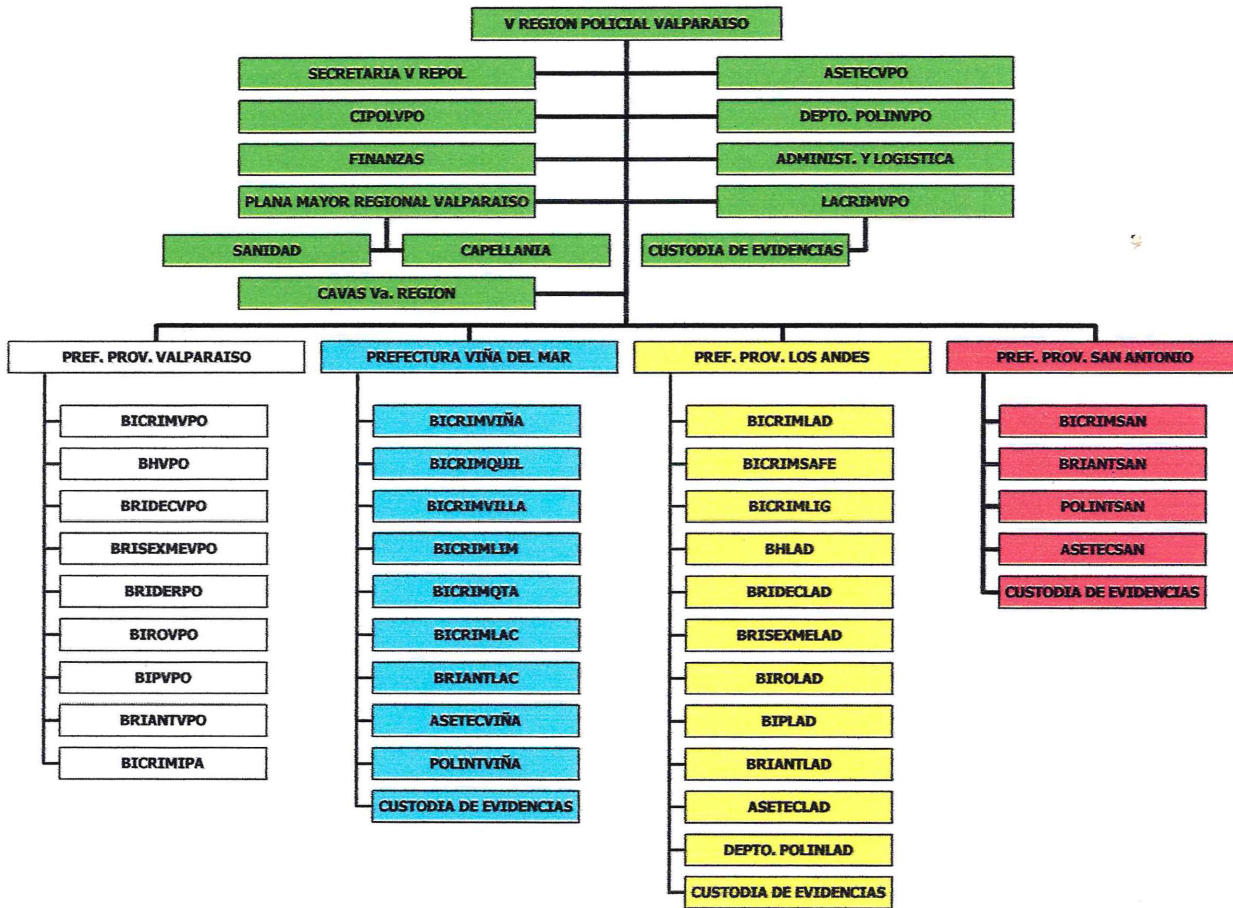 V REGION POLICIAL VALPARAISO
SECRETARIA V REPOL
ASETECVPO
CIPOLVPO
DEPTO. POLINVPO
FINANZAS
ADMINIST. Y LOGISTICA
PLANA MAYOR REGIONAL VALPARAISO
LACRIMVPO
SANIDAD
CAPELLANIA
CUSTODIA DE EVIDENCIAS
CAVAS Va. REGION
PREF. PROV. VALPARAISO
BICRIMVPO
BHVPO
BRIDECVPO
BRISEXMEVPO
BRIDERPO
BIROVPO
BIPVPO
BRIANTVPO
BICRIMIPA
PREFECTURA VIÑA DEL MAR
BICRIMVIÑA
BICRIMQUIL
BICRIMVILLA
BICRIMLIM
BICRIMQTA
BICRIMLAC
BRIANTLAC
ASETECVIÑA
POLINTVIÑA
CUSTODIA DE EVIDENCIAS
PREF. PROV. LOS ANDES
BICRIMLAD
BICRIMSAFE
BICRIMLIG
BHLAD
BRIDECLAD
BRISEXMELAD
BIROLAD
BIPLAD
BRIANTLAD
ASETECLAD
DEPTO. POLINLAD
CUSTODIA DE EVIDENCIAS
PREF. PROV. SAN ANTONIO
BICRIMSAN
BRIANTSAN
POLINTSAN
ASETECSAN
CUSTODIA DE EVIDENCIAS